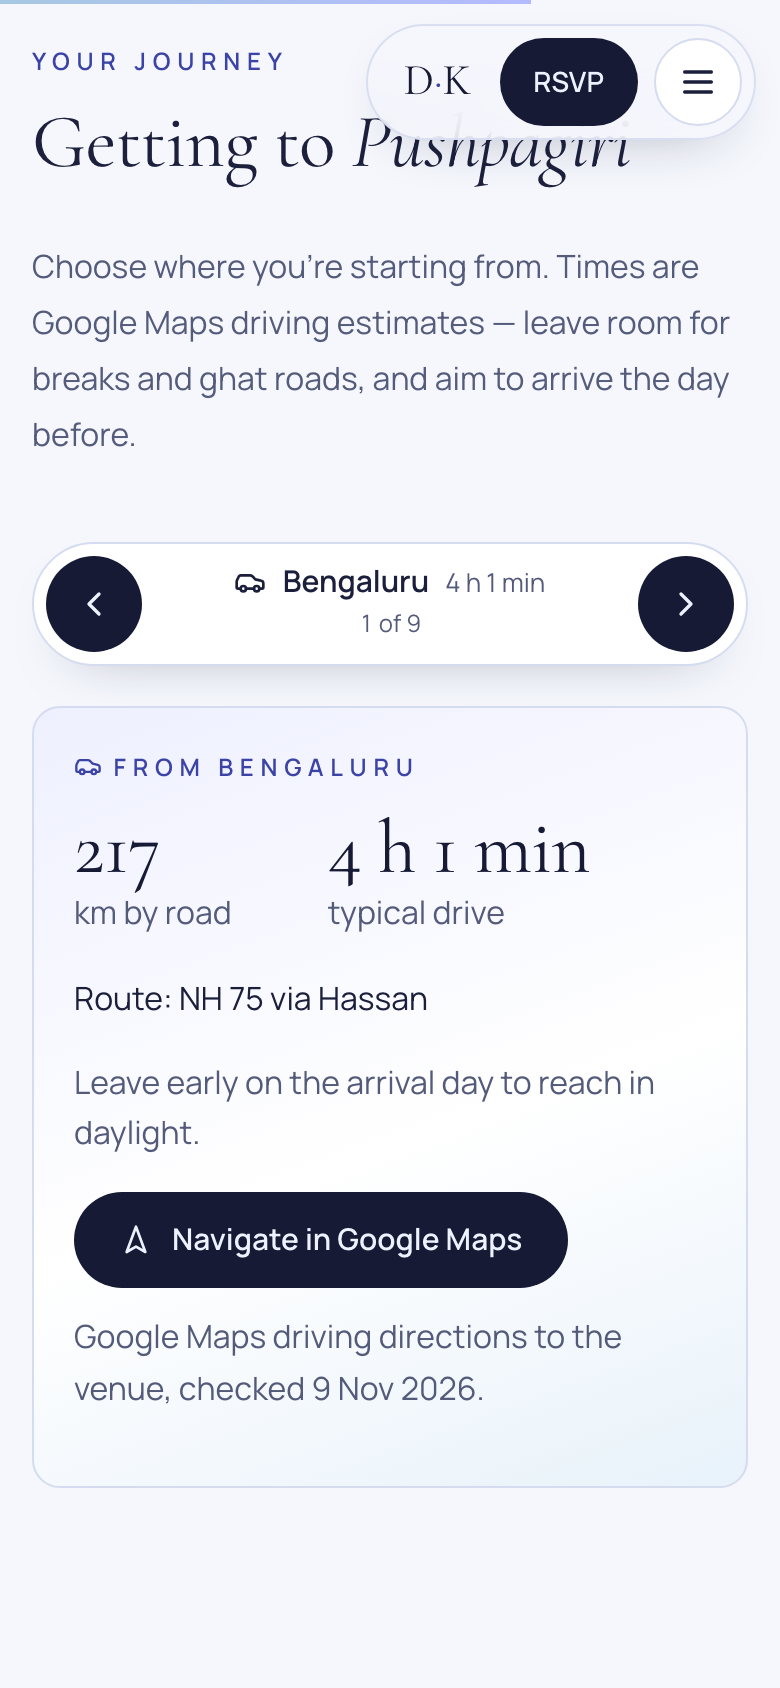 YOUR JOURNEY
D·K
RSVP
Getting to Pushpagiri
Choose where you're starting from. Times are
Google Maps driving estimates — leave room for
breaks and ghat roads, and aim to arrive the day
before.
Bengaluru 4 h 1 min
1 of 9
FROM BENGALURU
217
km by road
4 h 1 min
typical drive
Route: NH 75 via Hassan
Leave early on the arrival day to reach in
daylight.
Navigate in Google Maps
Google Maps driving directions to the
venue, checked 9 Nov 2026.